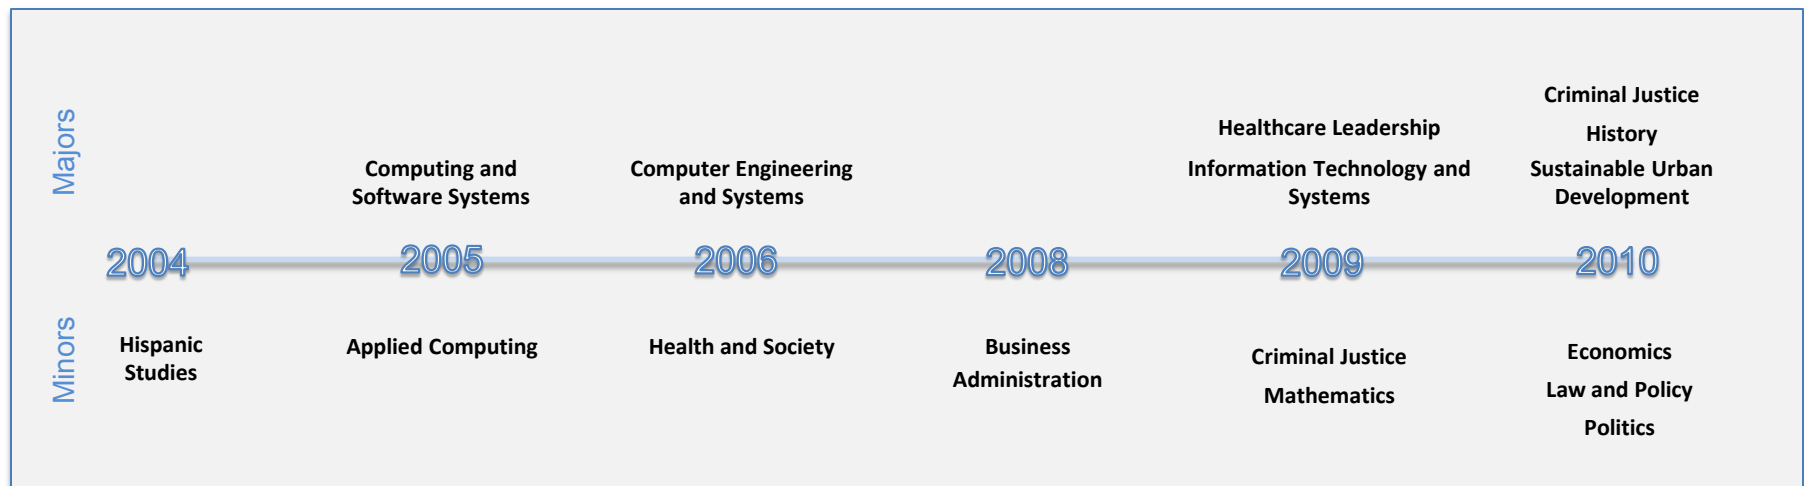 Majors
Computing and
Software Systems
Computer Engineering
and Systems
Healthcare Leadership
Information Technology and
Systems
Criminal Justice
History
Sustainable Urban
Development
2004
2005
2006
2008
2009
2010
Minors
Hispanic
Studies
Applied Computing
Health and Society
Business
Administration
Criminal Justice
Mathematics
Economics
Law and Policy
Politics